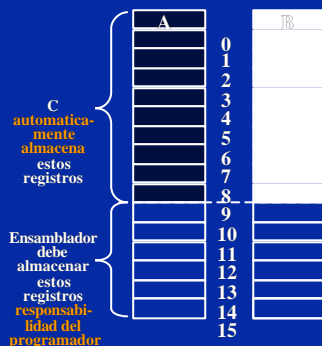 A
B
C
automatica-
mente
almacena
estos
registros
Ensamblador
debe
almacenar
estos
registros
responsabi-
lidad del
programador
0
1
2
3
4
5
6
7
8
9
10
11
12
13
14
15